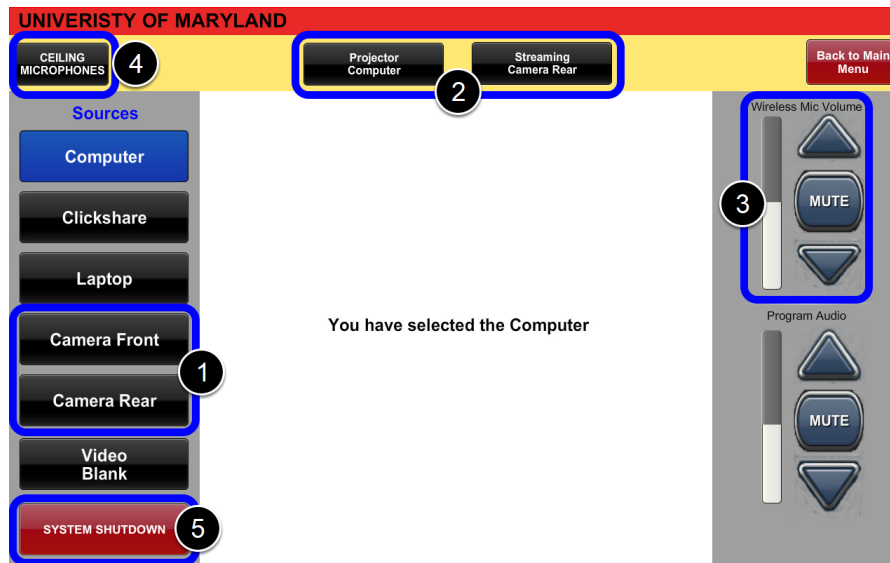 UNIVERISTY OF MARYLAND
CEILING
MICROPHONES
4
Projector
Computer
Streaming
Camera Rear
2
Back to Main
Menu
Sources
Computer
Clickshare
Laptop
Camera Front
1
Camera Rear
Video
Blank
SYSTEM SHUTDOWN
5
You have selected the Computer
Wireless Mic Volume
3
MUTE
Program Audio
MUTE